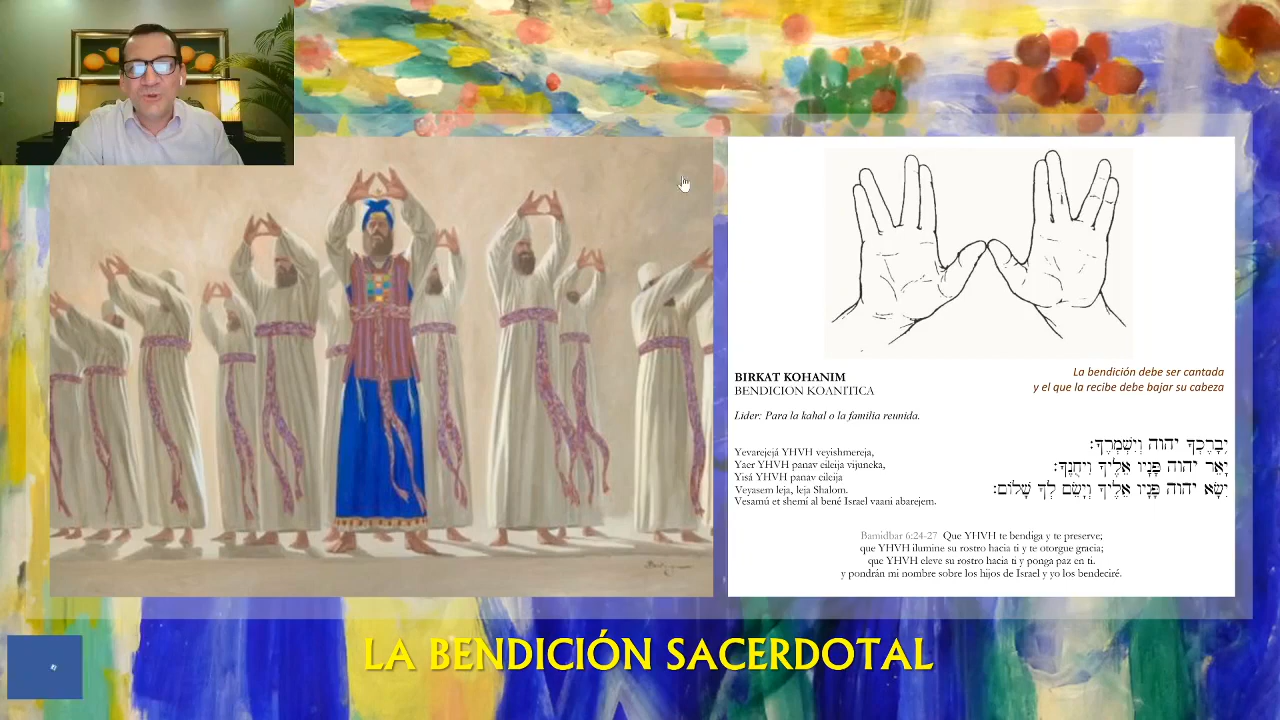 La bendición debe ser cantada
y el que la recibe debe bajar su cabeza
BIRKAT KOHANIM
BENDICION KOANITICA
Lider: Para la kahal o la familia reunida.
יְבָרֶכְךָ יהוה וְיִשְׁמְרֶךָ:
יָאֵר יהוה פָּנָיו אֵלֶיךָ וִיחֻנֶּךָּ:
יִשָּׂא יהוה פָּנָיו אֵלֶיךָ וְיָשֵׂם לְךָ שָׁלוֹם:
Yevarejejá YHVH veyishmereja,
Yaer YHVH panav eileija vijuneka,
Yisá YHVH panav eileija
Veyasem leja, leja Shalom.
Vesamú et shemí al bené Israel vaani abarejem.
Bamidbar 6:24-27 Que YHVH te bendiga y te preserve;
que YHVH ilumine su rostro hacia ti y te otorgue gracia;
que YHVH eleve su rostro hacia ti y ponga paz en ti.
y pondrán mi nombre sobre los hijos de Israel y yo los bendeciré.
LA BENDICIÓN SACERDOTAL